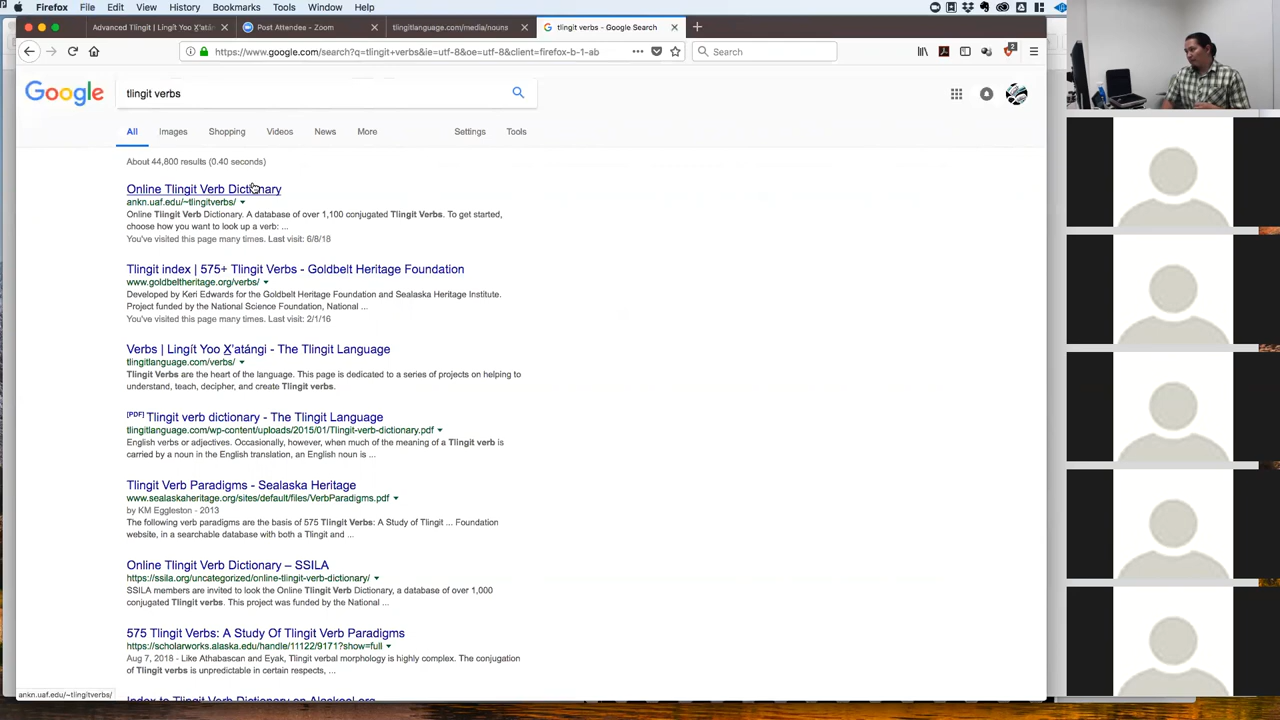 Firefox File Edit View History Bookmarks Tools Window Help
Advanced Tlingit | Lingít Yoo X̲'atá
Post Attendee - Zoom
tlingitlanguage.com/media/nouns
tlingit verbs - Google Search
https://www.google.com/search?q=tlingit+verbs&ie=utf-8&oe=utf-8&client=firefox-b-1-ab
Search
2
Google
tlingit verbs
All Images Shopping Videos News More Settings Tools
About 44,800 results (0.40 seconds)
Online Tlingit Verb Dictionary
ankn.uaf.edu/~tlingitverbs/
Online Tlingit Verb Dictionary. A database of over 1,100 conjugated Tlingit Verbs. To get started,
choose how you want to look up a verb: ...
You've visited this page many times. Last visit: 6/8/18
Tlingit index | 575+ Tlingit Verbs - Goldbelt Heritage Foundation
www.goldbeltheritage.org/verbs/
Developed by Keri Edwards for the Goldbelt Heritage Foundation and Sealaska Heritage Institute.
Project funded by the National Science Foundation, National ...
You've visited this page many times. Last visit: 2/1/16
Verbs | Lingít Yoo X̲'atángi - The Tlingit Language
tlingitlanguage.com/verbs/
Tlingit Verbs are the heart of the language. This page is dedicated to a series of projects on helping to
understand, teach, decipher, and create Tlingit verbs.
[PDF] Tlingit verb dictionary - The Tlingit Language
tlingitlanguage.com/wp-content/uploads/2015/01/Tlingit-verb-dictionary.pdf
English verbs or adjectives. Occasionally, however, when much of the meaning of a Tlingit verb is
carried by a noun in the English translation, an English noun is ...
Tlingit Verb Paradigms - Sealaska Heritage
www.sealaskaheritage.org/sites/default/files/VerbParadigms.pdf
by KM Eggleston - 2013
The following verb paradigms are the basis of 575 Tlingit Verbs: A Study of Tlingit ... Foundation
website, in a searchable database with both a Tlingit and ...
Online Tlingit Verb Dictionary – SSILA
https://ssila.org/uncategorized/online-tlingit-verb-dictionary/
SSILA members are invited to look the Online Tlingit Verb Dictionary, a database of over 1,000
conjugated Tlingit verbs. This project was funded by the National ...
575 Tlingit Verbs: A Study Of Tlingit Verb Paradigms
https://scholarworks.alaska.edu/handle/11122/9171?show=full
Aug 7, 2018 - Like Athabascan and Eyak, Tlingit verbal morphology is highly complex. The conjugation
of Tlingit verbs is unpredictable in certain respects, ...
Index to Tlingit Verb Dictionary on
ankn.uaf.edu/~tlingitverbs/